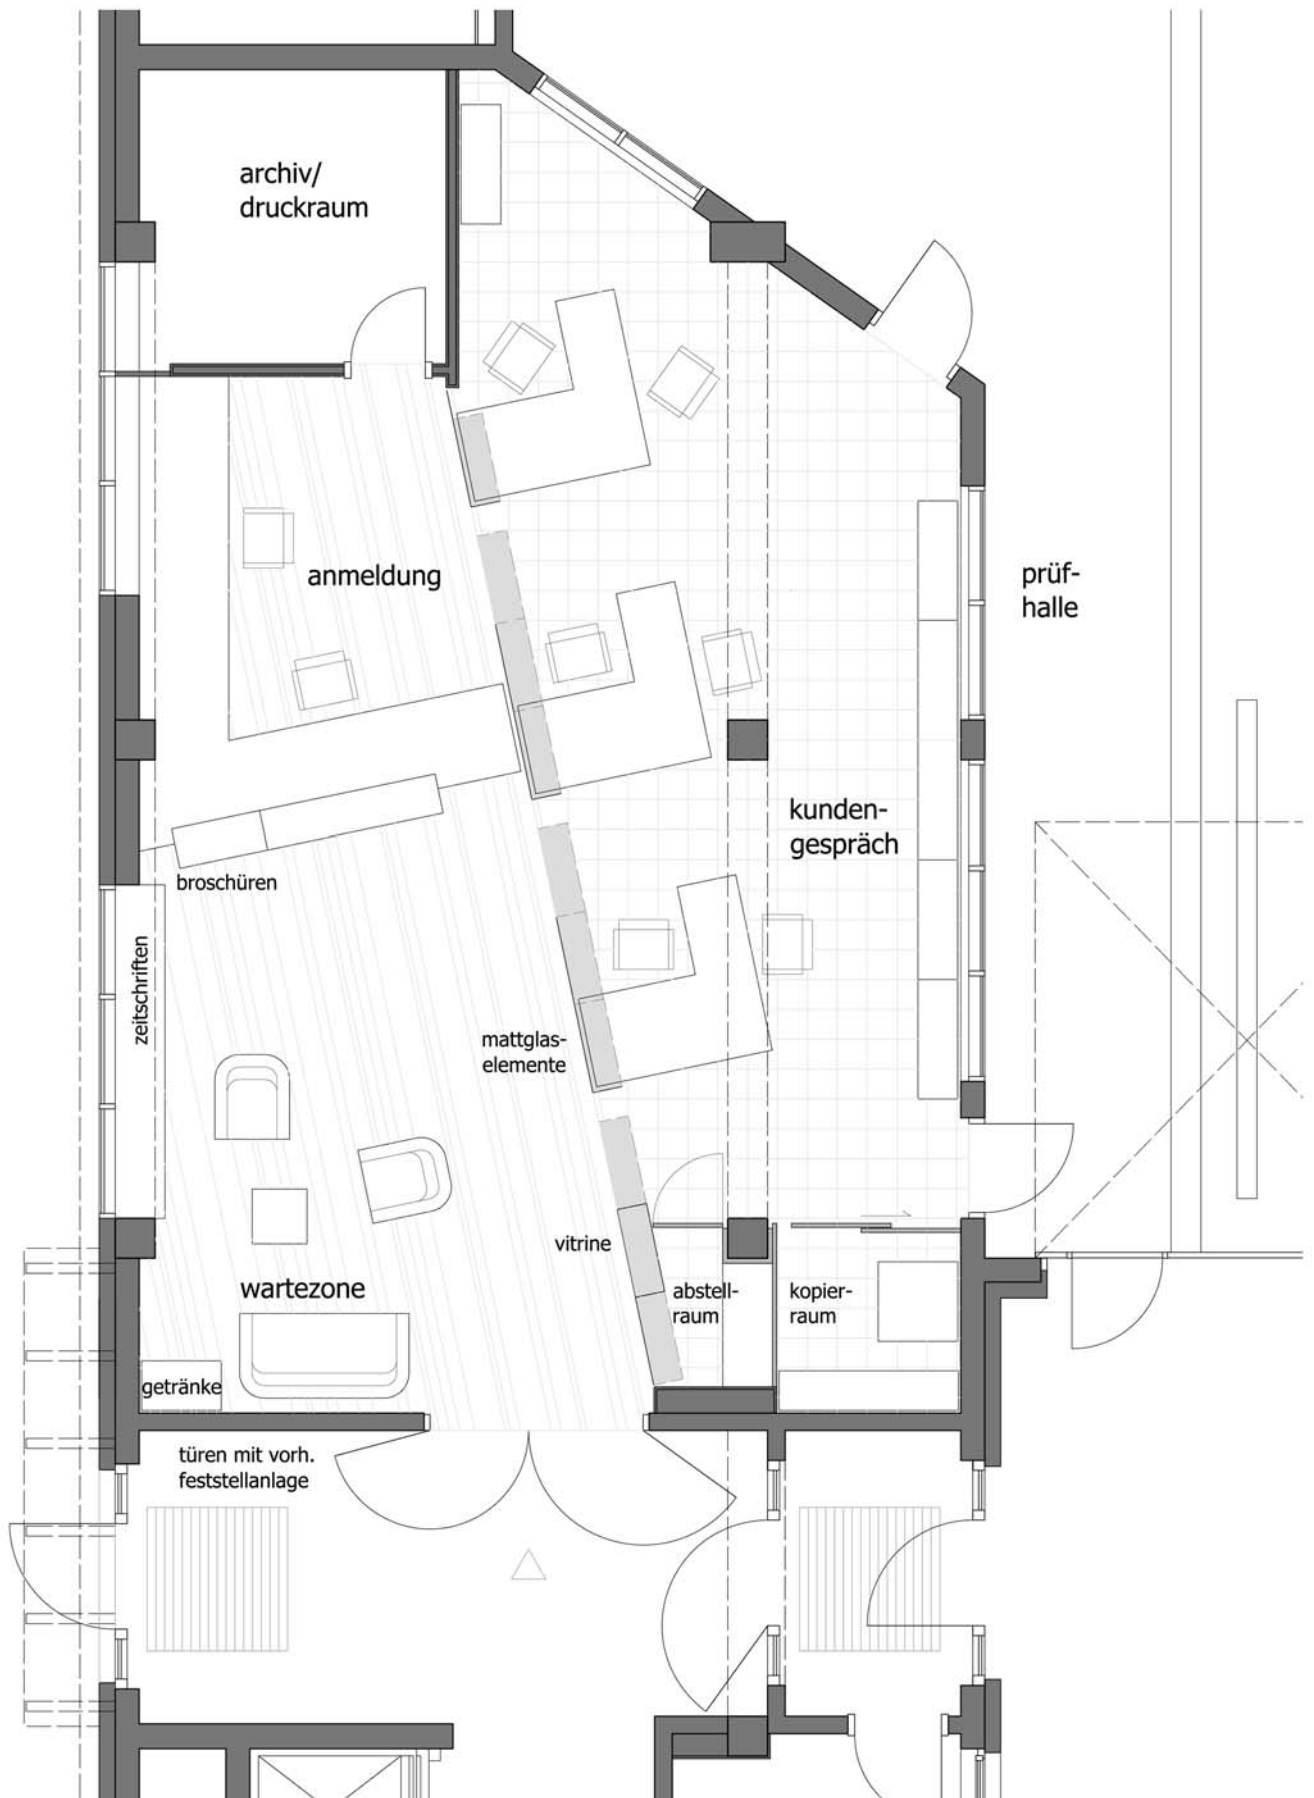 archiv/
druckraum
anmeldung
prüf-
halle
kunden-
gespräch
broschüren
zeitschriften
mattglas-
elemente
vitrine
wartezone
abstell-
raum
kopier-
raum
getränke
türen mit vorh.
feststellanlage